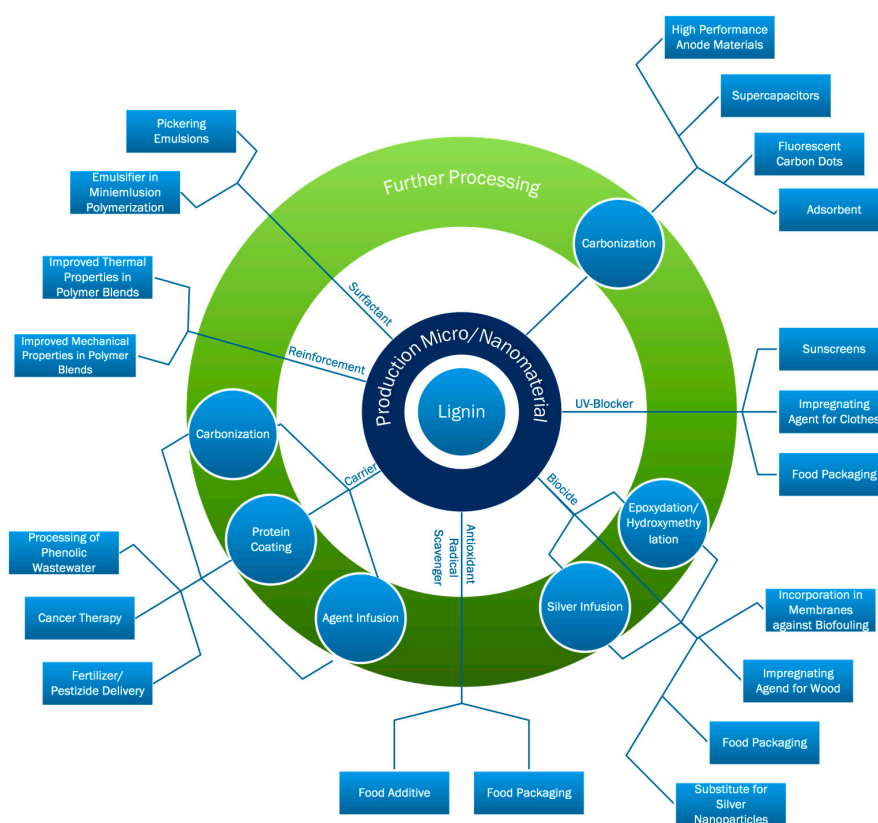 High Performance
Anode Materials
Supercapacitors
Pickering
Emulsions
Fluorescent
Carbon Dots
Further Processing
Emulsifier in
Miniemlusion
Polymerization
Adsorbent
Carbonization
Improved Thermal
Properties in
Polymer Blends
Surfactant
Production Micro/Nanomaterial
Improved Mechanical
Properties in Polymer
Blends
Reinforcement
Sunscreens
Lignin
UV-Blocker
Impregnating
Agent for Clothes
Carbonization
Carrier
Biocide
Food Packaging
Epoxydation/
Hydroxymethy
lation
Protein
Coating
Antioxidant
Radical
Scavenger
Processing of
Phenolic
Wastewater
Cancer Therapy
Agent Infusion
Silver Infusion
Incorporation in
Membranes
against Biofouling
Fertilizer/
Pestizide Delivery
Impregnating
Agend for Wood
Food Packaging
Food Additive
Food Packaging
Substitute for
Silver
Nanoparticles